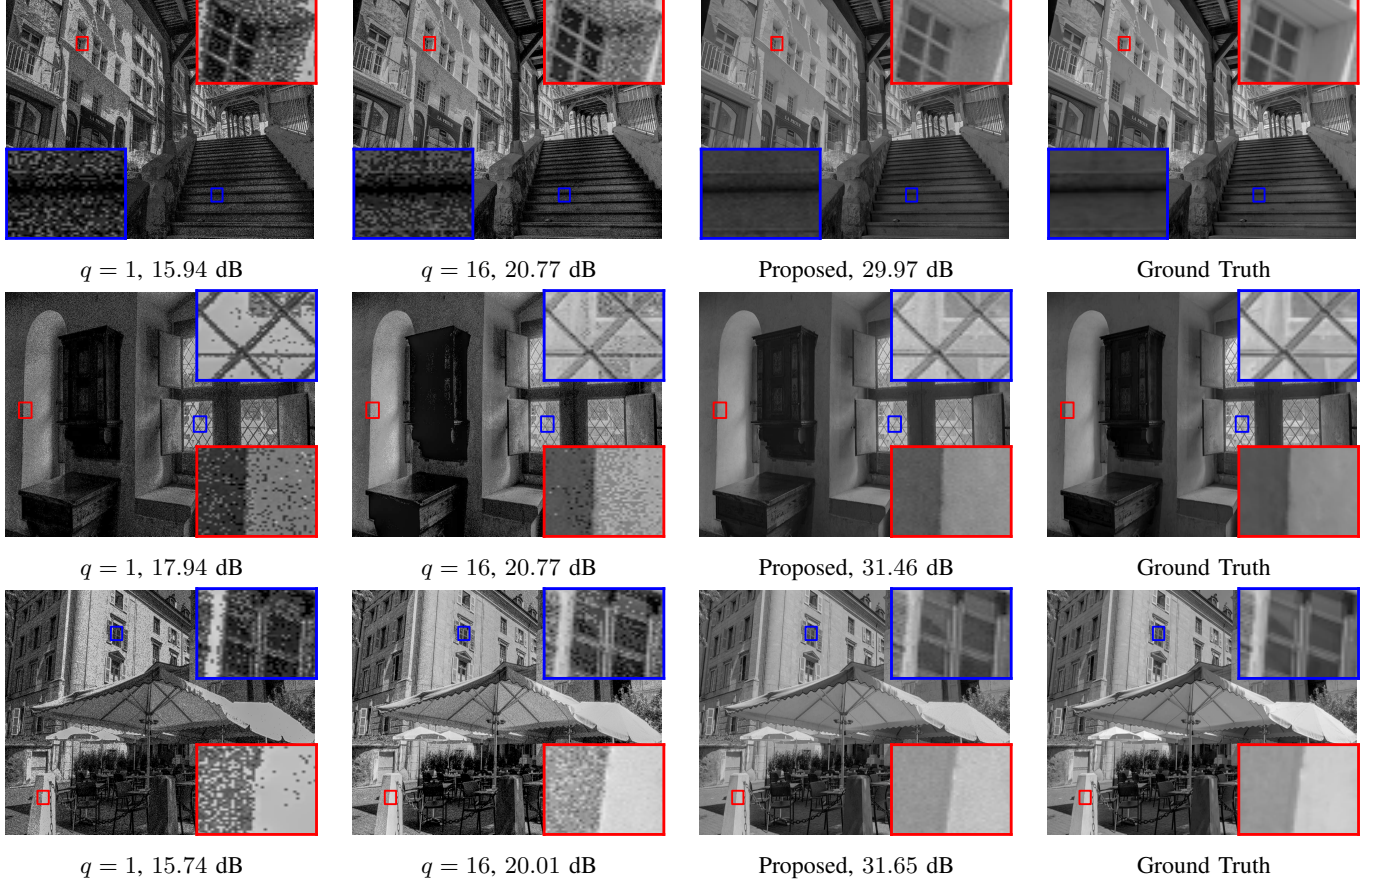 q = 1, 15.94 dB
q = 16, 20.77 dB
Proposed, 29.97 dB
Ground Truth
q = 1, 17.94 dB
q = 16, 20.77 dB
Proposed, 31.46 dB
Ground Truth
q = 1, 15.74 dB
q = 16, 20.01 dB
Proposed, 31.65 dB
Ground Truth